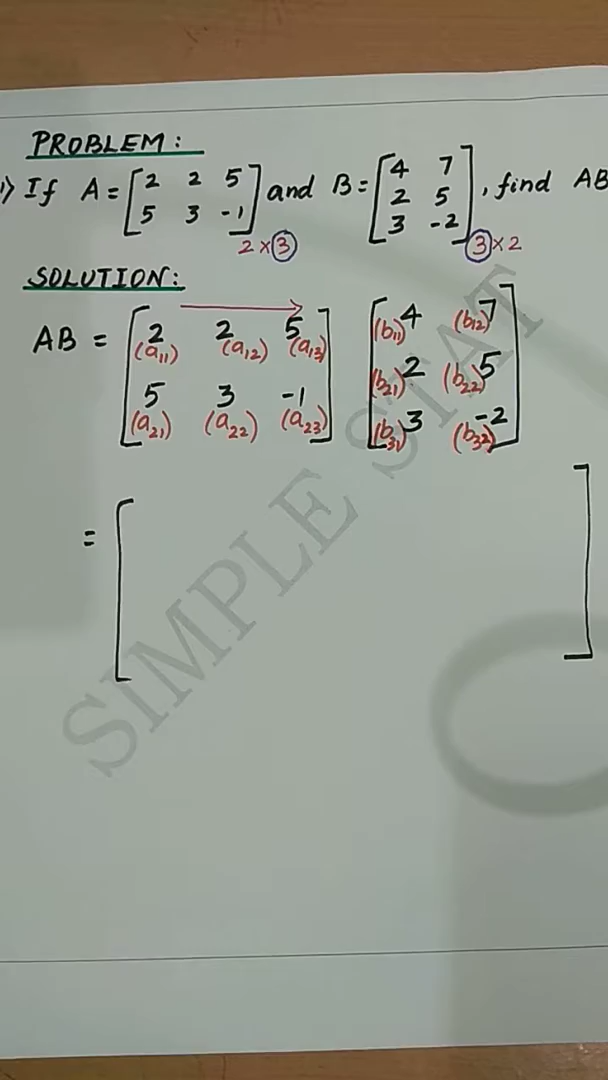 PROBLEM:
1) If A = [2 2 5 and B = [4 7 , find AB
5 3 -1] 2 5
2 × 3 3 -2] 3 × 2
SOLUTION:
AB = [2 2 5 [4 7
(a11) (a12) (a13) (b11) (b12)
5 3 -1 2 5
(a21) (a22) (a23)] (b21) (b22)
3 -2
(b31) (b32)]
= [ ]
SIMPLE STAT